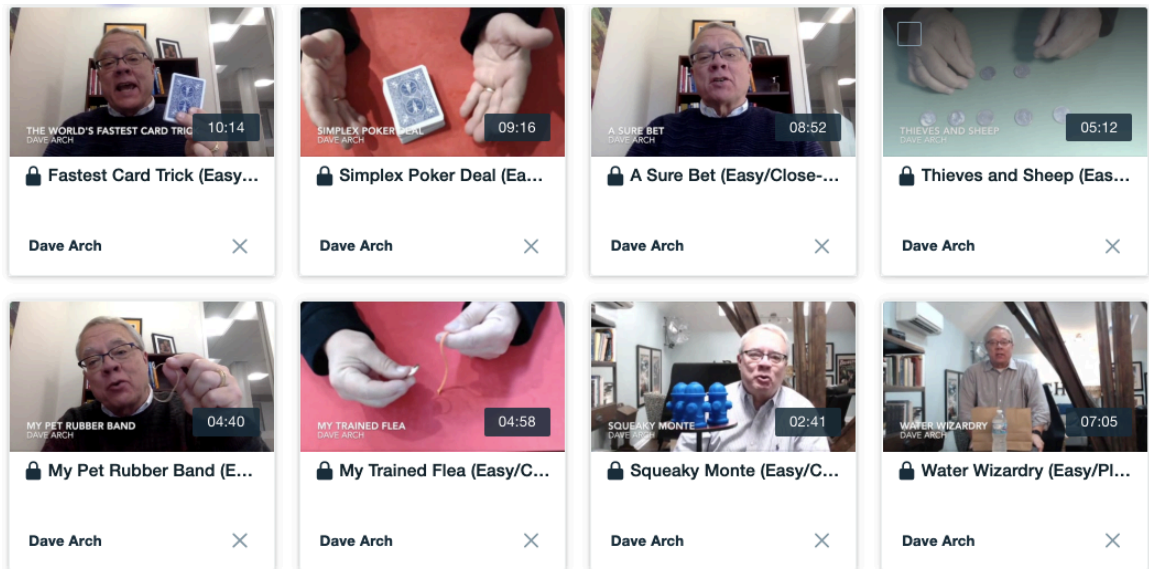 THE WORLD'S FASTEST CARD TRIC
DAVE ARCH
10:14
Fastest Card Trick (Easy...
Dave Arch
SIMPLEX POKER DEAL
DAVE ARCH
09:16
Simplex Poker Deal (Ea...
Dave Arch
A SURE BET
DAVE ARCH
08:52
A Sure Bet (Easy/Close-...
Dave Arch
THIEVES AND SHEEP
DAVE ARCH
05:12
Thieves and Sheep (Eas...
Dave Arch
MY PET RUBBER BAND
DAVE ARCH
04:40
My Pet Rubber Band (E...
Dave Arch
MY TRAINED FLEA
DAVE ARCH
04:58
My Trained Flea (Easy/C...
Dave Arch
SQUEAKY MONTE
DAVE ARCH
02:41
Squeaky Monte (Easy/C...
Dave Arch
WATER WIZARDRY
DAVE ARCH
07:05
Water Wizardry (Easy/Pl...
Dave Arch